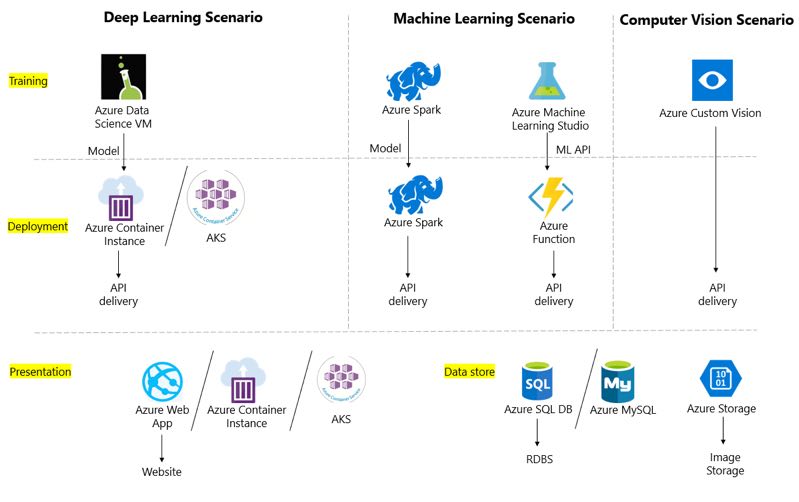 Deep Learning Scenario
Machine Learning Scenario
Computer Vision Scenario
Training
Azure Data
Science VM
Azure Spark
Azure Machine
Learning Studio
Azure Custom Vision
Model
Model
ML API
Deployment
Azure Container
Instance
Azure Container Service
AKS
Azure Spark
Azure
Function
API
delivery
API
delivery
API
delivery
API
delivery
Presentation
Azure Web
App
Azure Container
Instance
Azure Container Service
AKS
Data store
SQL
Azure SQL DB
My
Azure MySQL
10
01
Azure Storage
Website
RDBS
Image
Storage